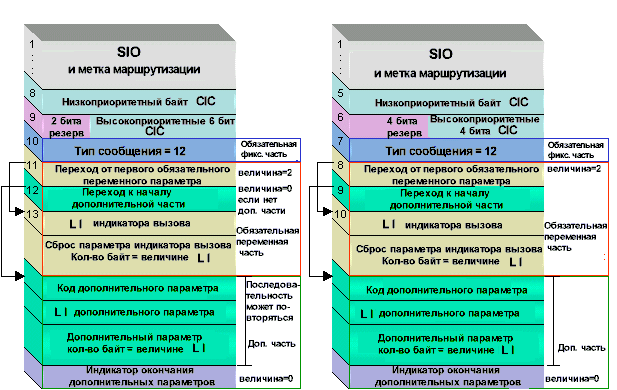 1
SIO
и метка маршрутизации
8
Низкоприоритетный байт CIC
9
2 бита
резерв
Высокоприоритетные 6 бит
CIC
10
Тип сообщения = 12
Обязательная
фикс. часть
11
Переход от первого обязательного
переменного параметра
величина=2
12
Переход к началу
дополнительной части
величина=0
если нет
доп. части
13
LI индикатора вызова
Обязательная
переменная
часть
Сброс параметра индикатора вызова
Кол-во байт = величине LI
Код дополнительного параметра
Последова-
тельность
может по-
вторяться
LI дополнительного параметра
Дополнительный параметр
кол-во байт = величине LI
Доп. часть
Индикатор окончания
дополнительных параметров
величина=0
1
SIO
и метка маршрутизации
5
Низкоприоритетный байт CIC
6
4 бита
резерв
Высокоприоритетные
4 бита CIC
7
Тип сообщения = 12
Обязательная
фикс. часть
8
Переход от первого обязательного
переменного параметра
величина=2
9
Переход к началу
дополнительной части
10
LI индикатора вызова
Обязательная
переменная
часть
Сброс параметра индикатора вызова
Кол-во байт = величине LI
Код дополнительного параметра
LI дополнительного параметра
Дополнительный параметр
кол-во байт = величине LI
Доп. часть
Индикатор окончания
дополнительных параметров
величина=0